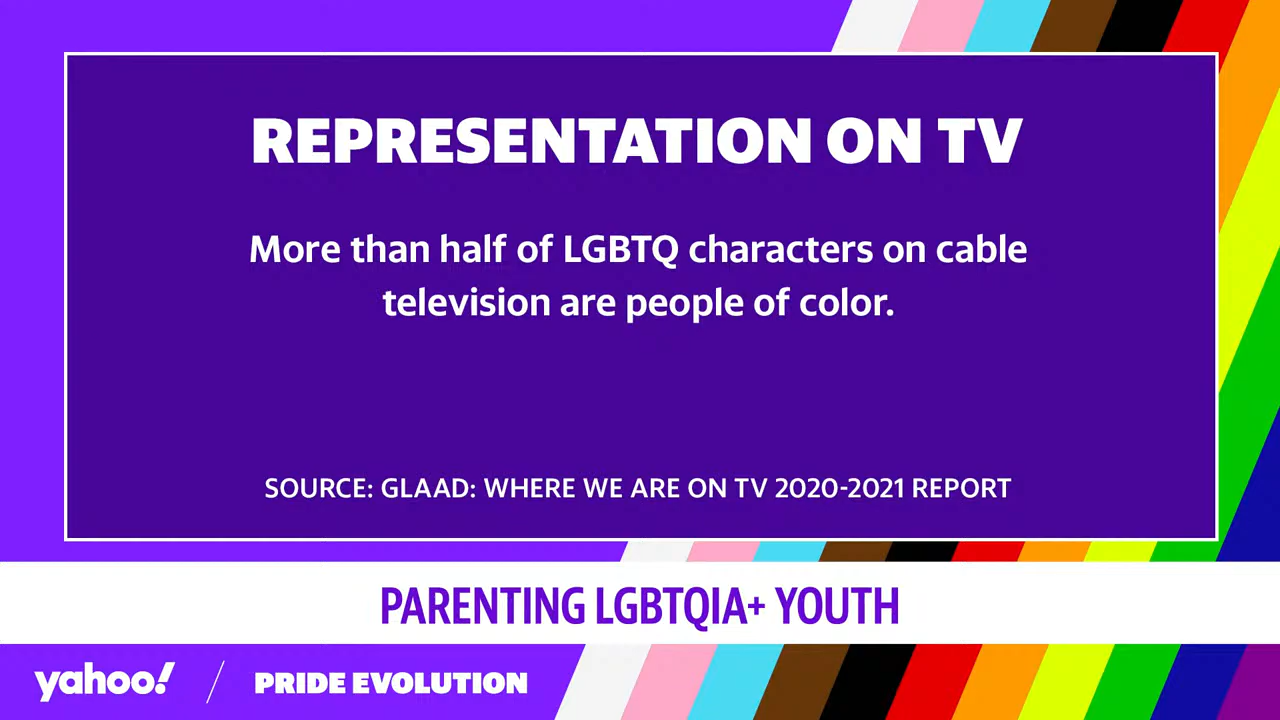 REPRESENTATION ON TV
More than half of LGBTQ characters on cable
television are people of color.
SOURCE: GLAAD: WHERE WE ARE ON TV 2020-2021 REPORT
PARENTING LGBTQIA+ YOUTH
yahoo! / PRIDE EVOLUTION